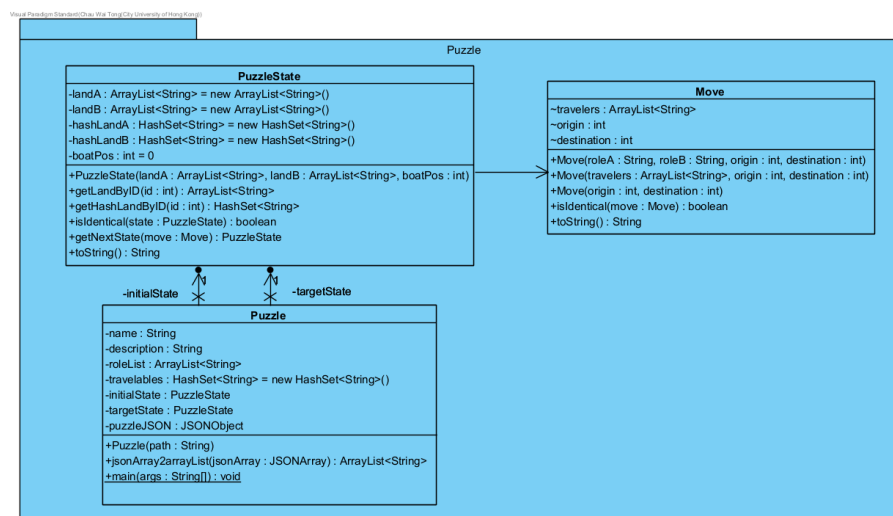 Visual Paradigm Standard(Chau Wai Tong(City University of Hong Kong))
Puzzle
PuzzleState
-landA : ArrayList<String> = new ArrayList<String>()
-landB : ArrayList<String> = new ArrayList<String>()
-hashLandA : HashSet<String> = new HashSet<String>()
-hashLandB : HashSet<String> = new HashSet<String>()
-boatPos : int = 0
+PuzzleState(landA : ArrayList<String>, landB : ArrayList<String>, boatPos : int)
+getLandByID(id : int) : ArrayList<String>
+getHashLandByID(id : int) : HashSet<String>
+isIdentical(state : PuzzleState) : boolean
+getNextState(move : Move) : PuzzleState
+toString() : String
Move
~travelers : ArrayList<String>
~origin : int
~destination : int
+Move(roleA : String, roleB : String, origin : int, destination : int)
+Move(travelers : ArrayList<String>, origin : int, destination : int)
+Move(origin : int, destination : int)
+isIdentical(move : Move) : boolean
+toString() : String
-initialState
-targetState
Puzzle
-name : String
-description : String
-roleList : ArrayList<String>
-travelables : HashSet<String> = new HashSet<String>()
-initialState : PuzzleState
-targetState : PuzzleState
-puzzleJSON : JSONObject
+Puzzle(path : String)
+jsonArray2arrayList(jsonArray : JSONArray) : ArrayList<String>
+main(args : String[]) : void